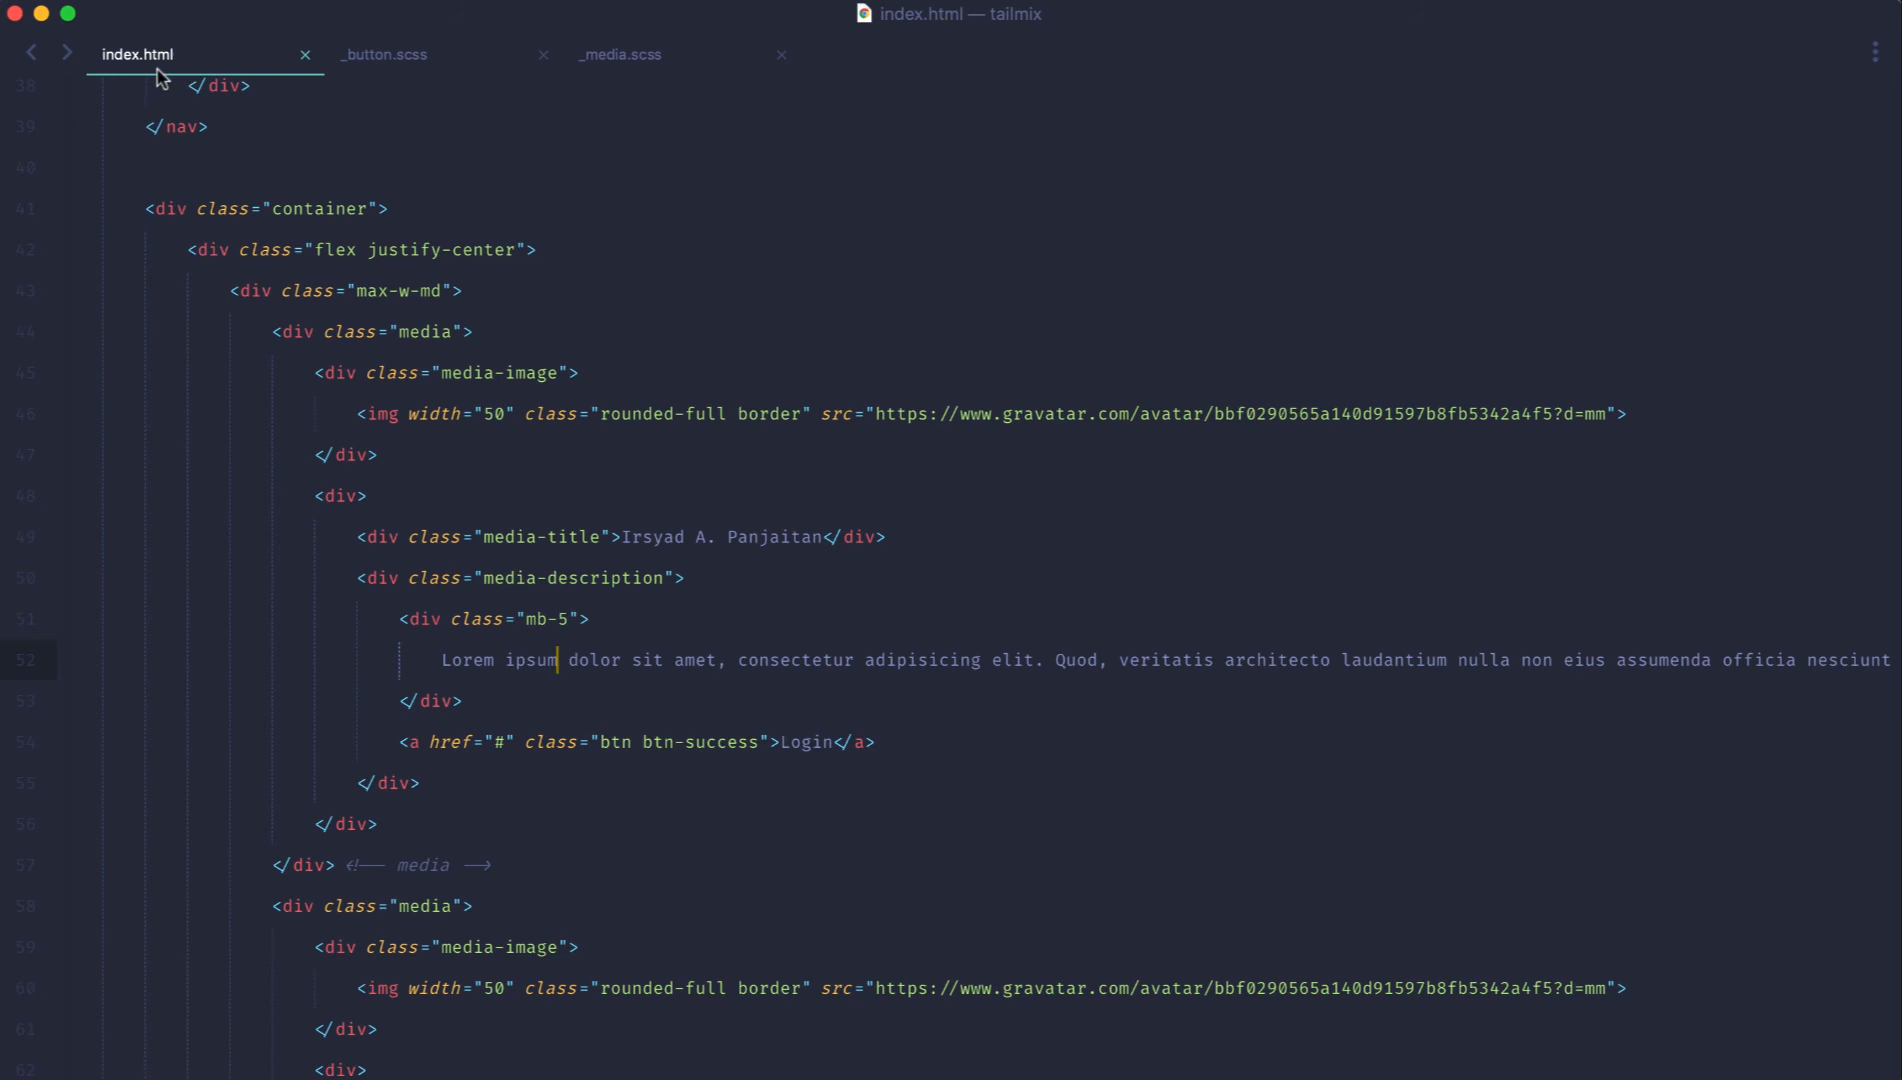 index.html — tailmix
index.html × _button.scss × _media.scss ×
38 </div>
39 </nav>
40
41 <div class="container">
42 <div class="flex justify-center">
43 <div class="max-w-md">
44 <div class="media">
45 <div class="media-image">
46 <img width="50" class="rounded-full border" src="https://www.gravatar.com/avatar/bbf0290565a140d91597b8fb5342a4f5?d=mm">
47 </div>
48 <div>
49 <div class="media-title">Irsyad A. Panjaitan</div>
50 <div class="media-description">
51 <div class="mb-5">
52 Lorem ipsum dolor sit amet, consectetur adipisicing elit. Quod, veritatis architecto laudantium nulla non eius assumenda officia nesciunt
53 </div>
54 <a href="#" class="btn btn-success">Login</a>
55 </div>
56 </div>
57 </div> <!-- media -->
58 <div class="media">
59 <div class="media-image">
60 <img width="50" class="rounded-full border" src="https://www.gravatar.com/avatar/bbf0290565a140d91597b8fb5342a4f5?d=mm">
61 </div>
62 <div>